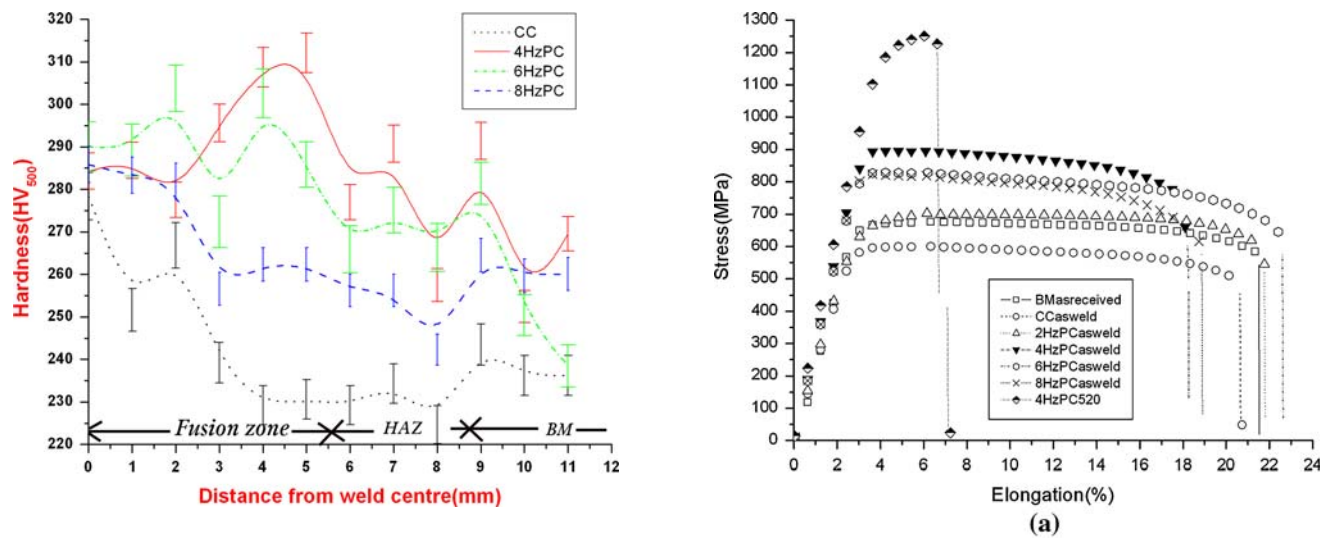 320
310
300
290
280
270
260
250
240
230
220
Hardness(HV500)
CC
4HzPC
6HzPC
8HzPC
Fusion zone
HAZ
BM
0 1 2 3 4 5 6 7 8 9 10 11 12
Distance from weld centre(mm)
1300
1200
1100
1000
900
800
700
600
500
400
300
200
100
0
Stress(MPa)
BMasreceived
CCasweld
2HzPCasweld
4HzPCasweld
6HzPCasweld
8HzPCasweld
4HzPC520
0 2 4 6 8 10 12 14 16 18 20 22 24
Elongation(%)
(a)